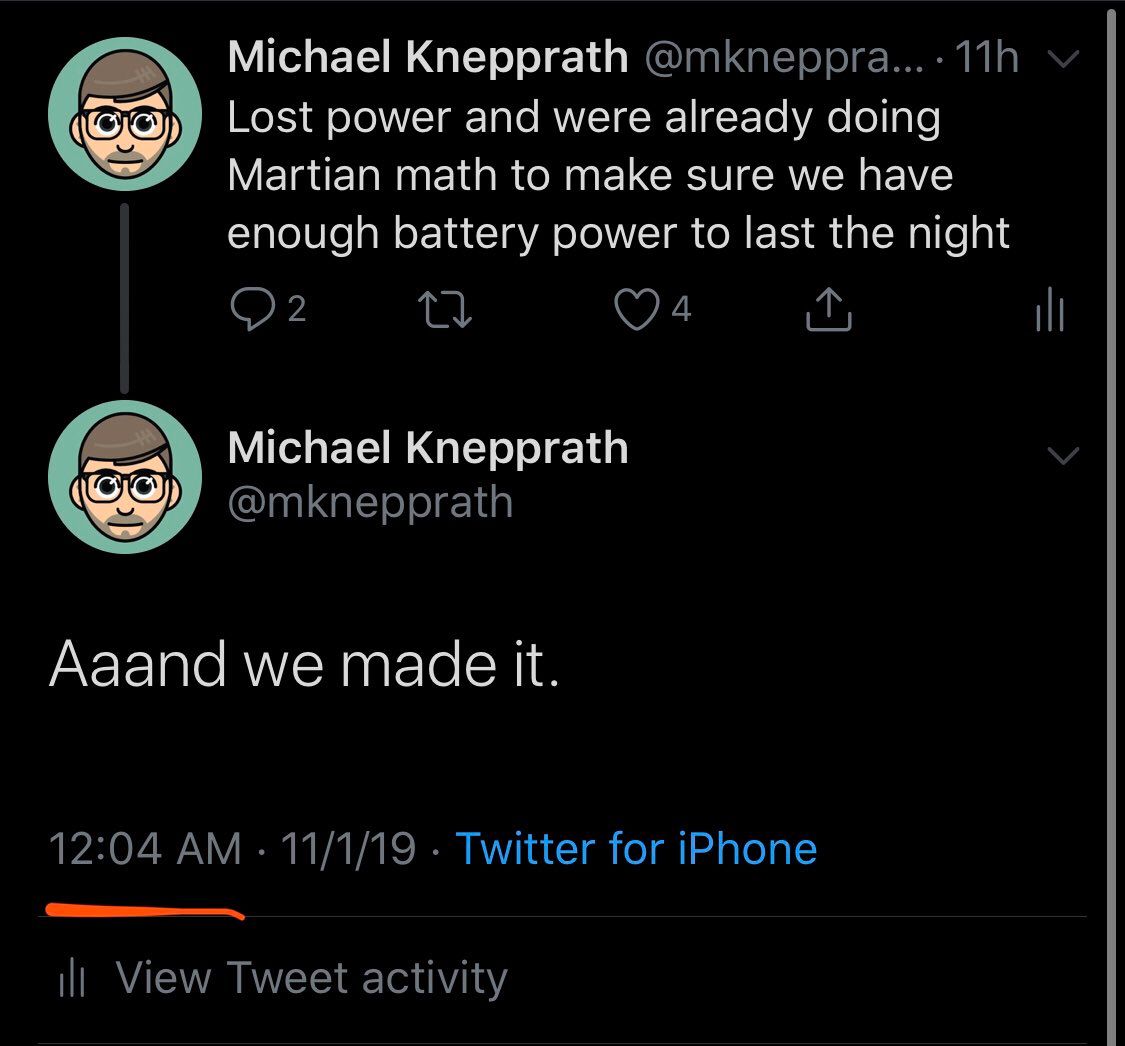 Michael Knepprath @mkneppra... · 11h
Lost power and were already doing
Martian math to make sure we have
enough battery power to last the night
2 4
Michael Knepprath
@mknepprath
Aaand we made it.
12:04 AM · 11/1/19 · Twitter for iPhone
View Tweet activity